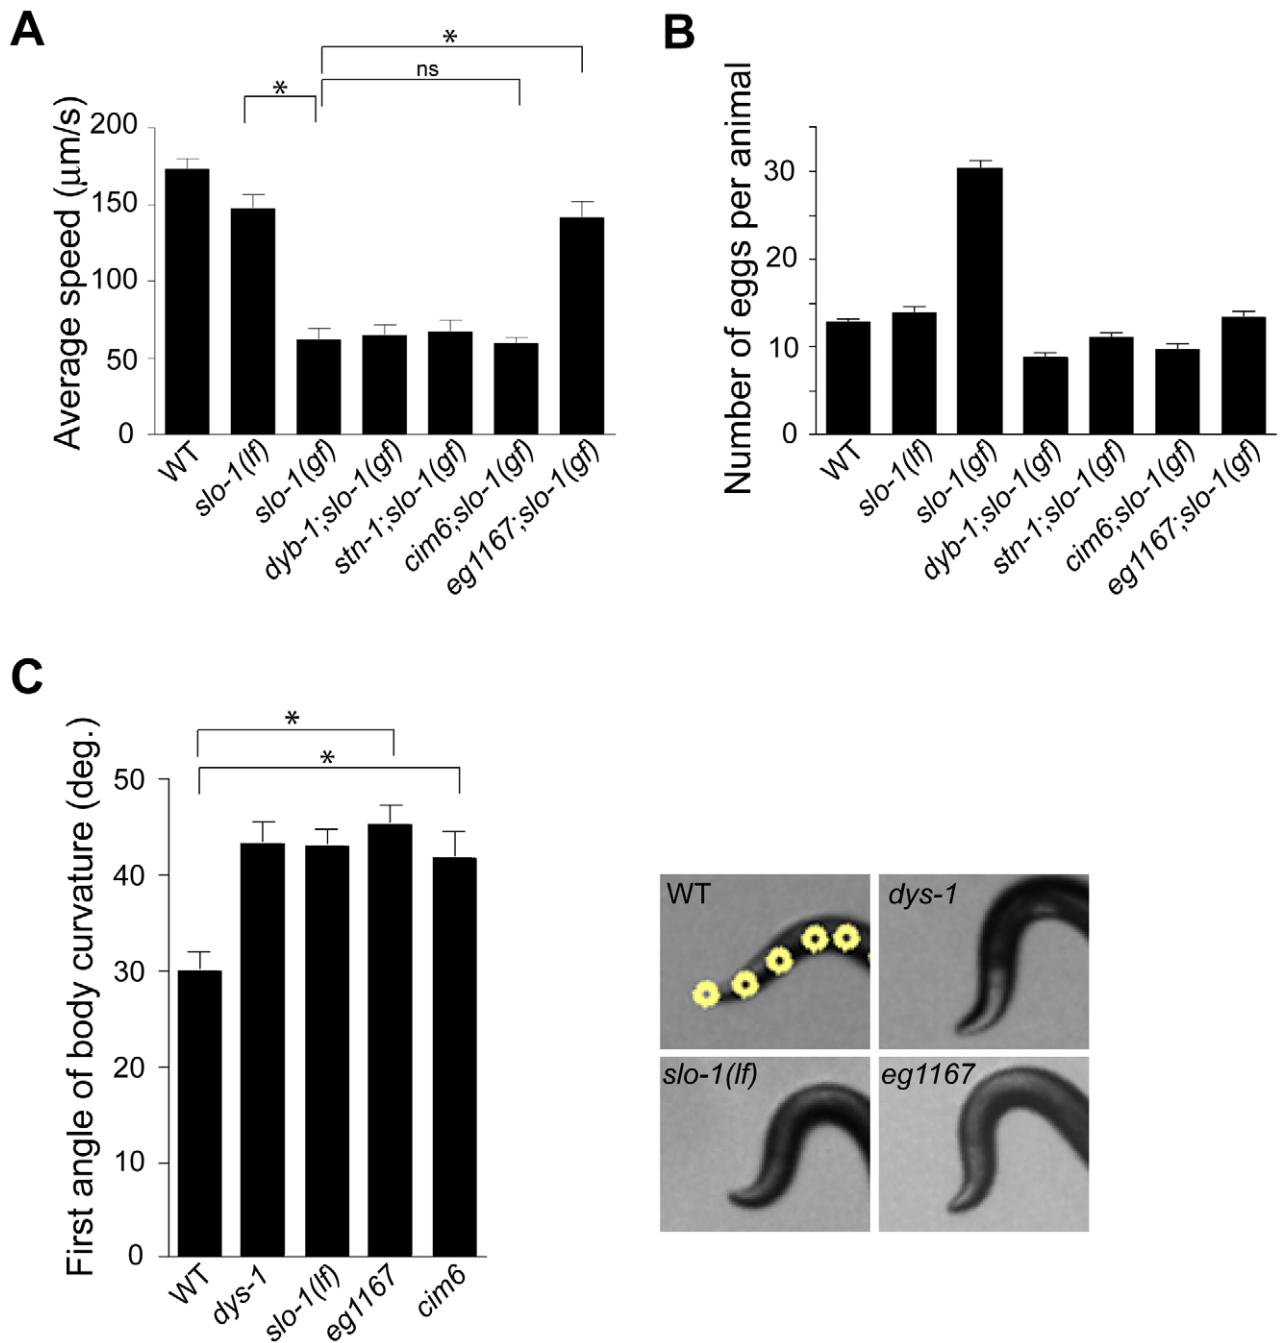 A
*
ns
*
Average speed (μm/s)
200
150
100
50
0
WT
slo-1(lf)
slo-1(gf)
dyb-1;slo-1(gf)
stn-1;slo-1(gf)
cim6;slo-1(gf)
eg1167;slo-1(gf)
B
Number of eggs per animal
30
20
10
0
WT
slo-1(lf)
slo-1(gf)
dyb-1;slo-1(gf)
stn-1;slo-1(gf)
cim6;slo-1(gf)
eg1167;slo-1(gf)
C
*
*
First angle of body curvature (deg.)
50
40
30
20
10
0
WT
dys-1
slo-1(lf)
eg1167
cim6
WT
dys-1
slo-1(lf)
eg1167